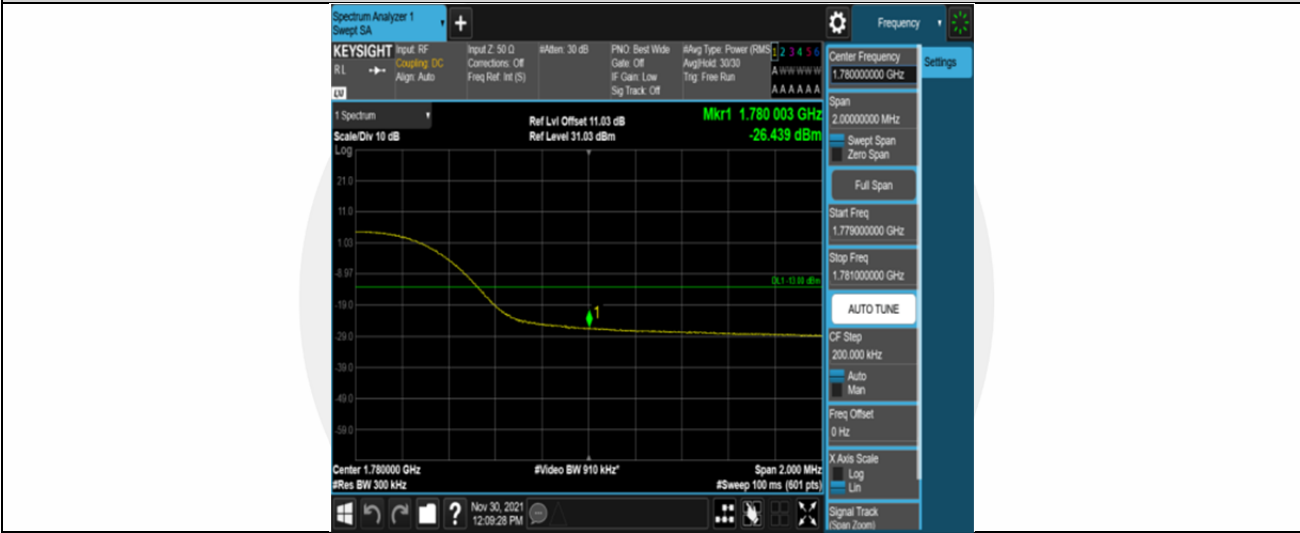 Spectrum Analyzer 1
Swept SA
+
Frequency
KEYSIGHT
R L
Input: RF
Coupling: DC
Align: Auto
Input Z: 50 Ω
Corrections: Off
Freq Ref: Int (S)
#Atten: 30 dB
PNO: Best Wide
Gate: Off
IF Gain: Low
Sig Track: Off
#Avg Type: Power (RMS
Avg|Hold: 30/30
Trig: Free Run
1 2 3 4 5 6
A W W W W W
A A A A A A
1 Spectrum
Scale/Div 10 dB
Log
Ref Lvl Offset 11.03 dB
Ref Level 31.03 dBm
Mkr1 1.780 003 GHz
-26.439 dBm
21.0
11.0
1.03
-8.97
-19.0
-29.0
-39.0
-49.0
-59.0
DL1 -13.00 dBm
1
Center 1.780000 GHz
#Res BW 300 kHz
#Video BW 910 kHz*
Span 2.000 MHz
#Sweep 100 ms (601 pts)
Center Frequency
1.780000000 GHz
Settings
Span
2.00000000 MHz
Swept Span
Zero Span
Full Span
Start Freq
1.779000000 GHz
Stop Freq
1.781000000 GHz
AUTO TUNE
CF Step
200.000 kHz
Auto
Man
Freq Offset
0 Hz
X Axis Scale
Log
Lin
Signal Track
(Span Zoom)
?
Nov 30, 2021
12:09:28 PM